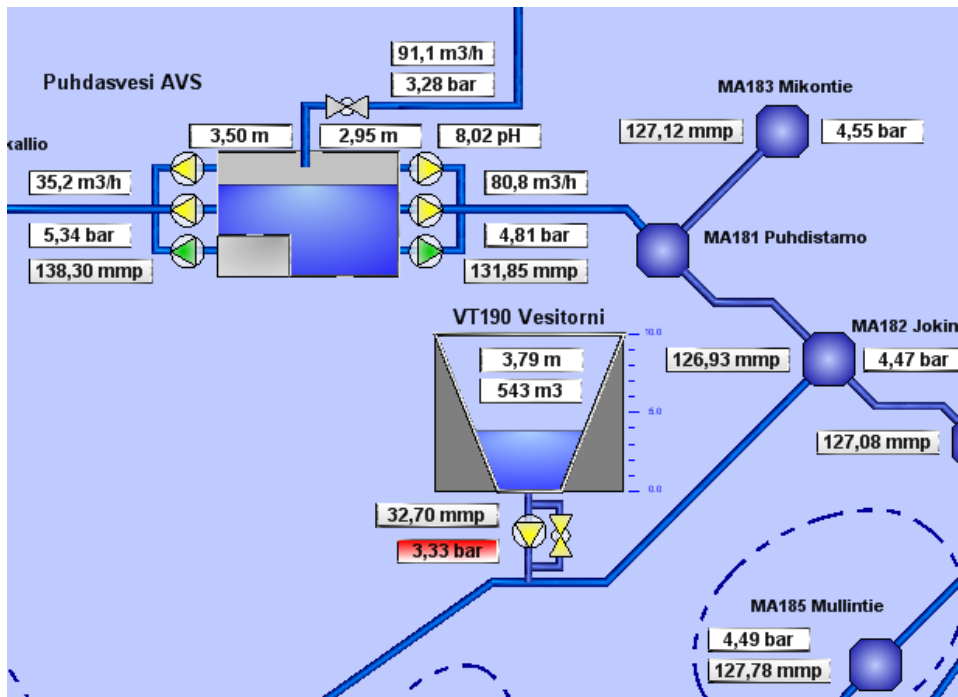 91,1 m3/h
Puhdasvesi AVS
3,28 bar
MA183 Mikontie
3,50 m
2,95 m
8,02 pH
127,12 mmp
4,55 bar
kallio
35,2 m3/h
80,8 m3/h
5,34 bar
4,81 bar
MA181 Puhdistamo
138,30 mmp
131,85 mmp
VT190 Vesitorni
10.0
MA182 Jokin
3,79 m
126,93 mmp
4,47 bar
543 m3
5.0
127,08 mmp
0.0
32,70 mmp
3,33 bar
MA185 Mullintie
4,49 bar
127,78 mmp